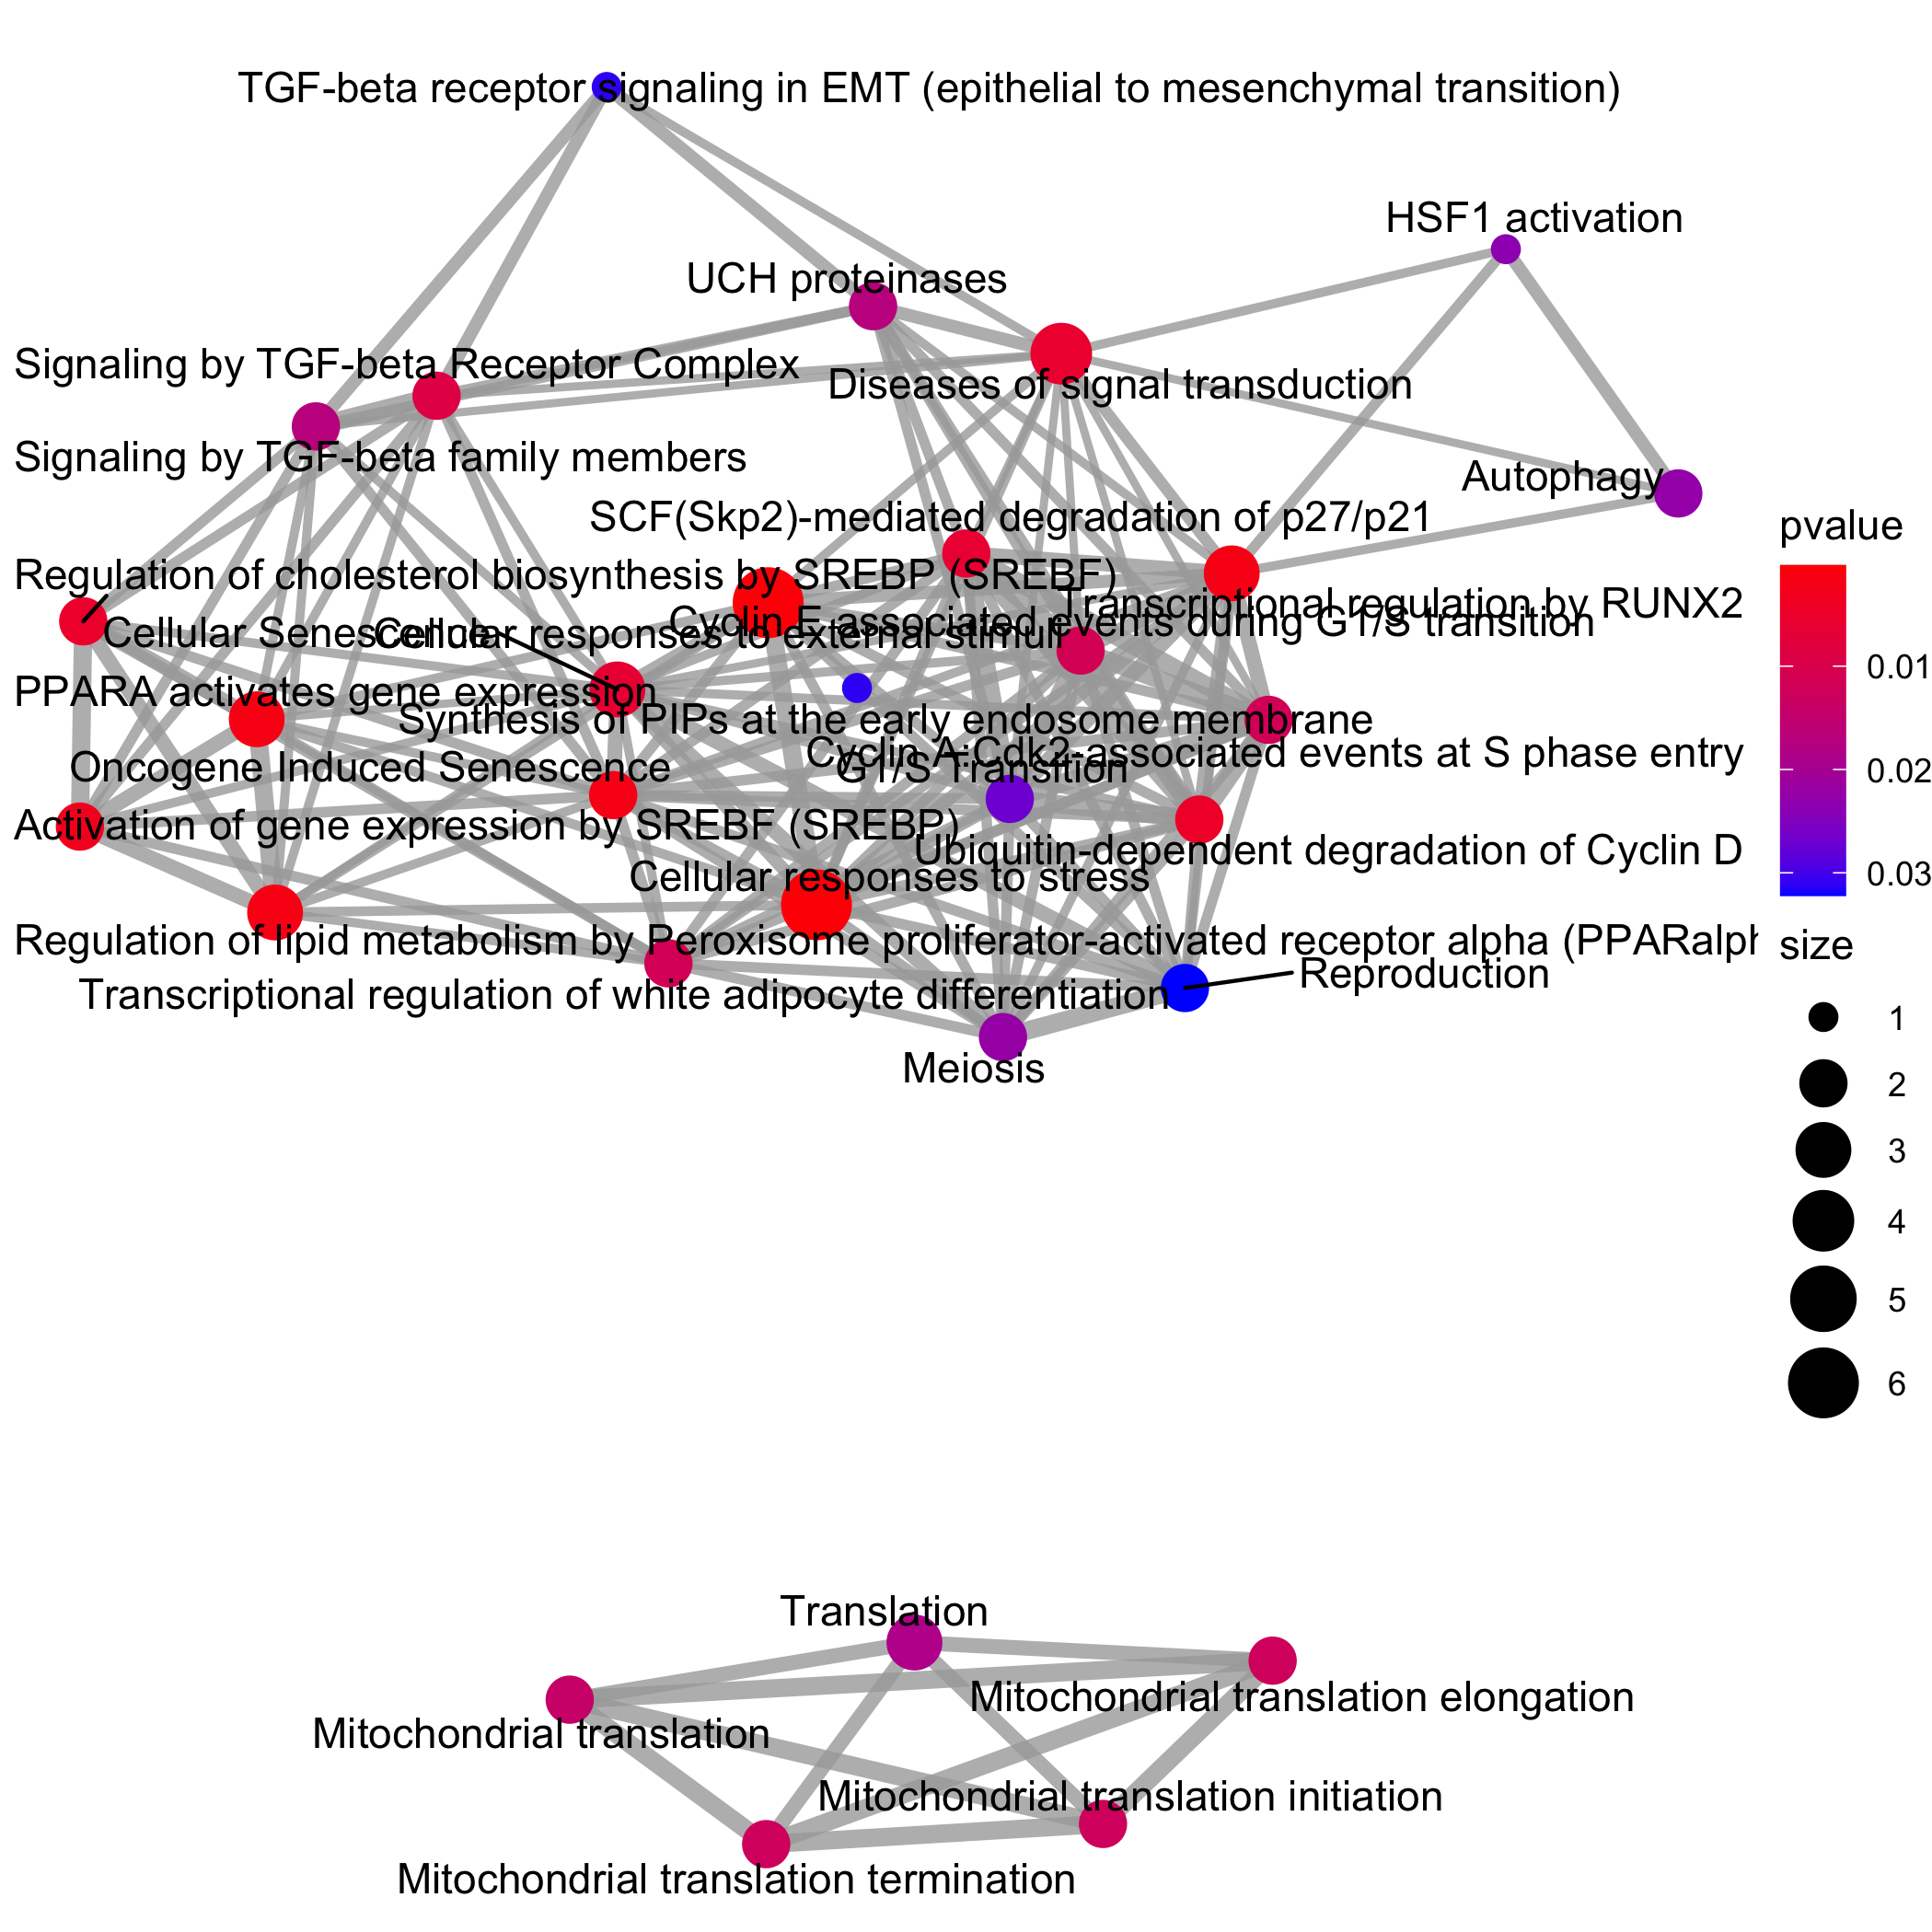 TGF-beta receptor signaling in EMT (epithelial to mesenchymal transition)
HSF1 activation
UCH proteinases
Signaling by TGF-beta Receptor Complex
Diseases of signal transduction
Signaling by TGF-beta family members
Autophagy
SCF(Skp2)-mediated degradation of p27/p21
Regulation of cholesterol biosynthesis by SREBP (SREBF)
Transcriptional regulation by RUNX2
Cyclin E associated events during G1/S transition
Cellular Senescence
Cellular responses to external stimuli
PPARA activates gene expression
Synthesis of PIPs at the early endosome membrane
Cyclin A:Cdk2-associated events at S phase entry
G1/S Transition
Oncogene Induced Senescence
Activation of gene expression by SREBF (SREBP)
Ubiquitin-dependent degradation of Cyclin D
Cellular responses to stress
Regulation of lipid metabolism by Peroxisome proliferator-activated receptor alpha (PPARalph
Reproduction
Transcriptional regulation of white adipocyte differentiation
Meiosis
Translation
Mitochondrial translation elongation
Mitochondrial translation
Mitochondrial translation initiation
Mitochondrial translation termination
pvalue
0.01
0.02
0.03
size
1
2
3
4
5
6